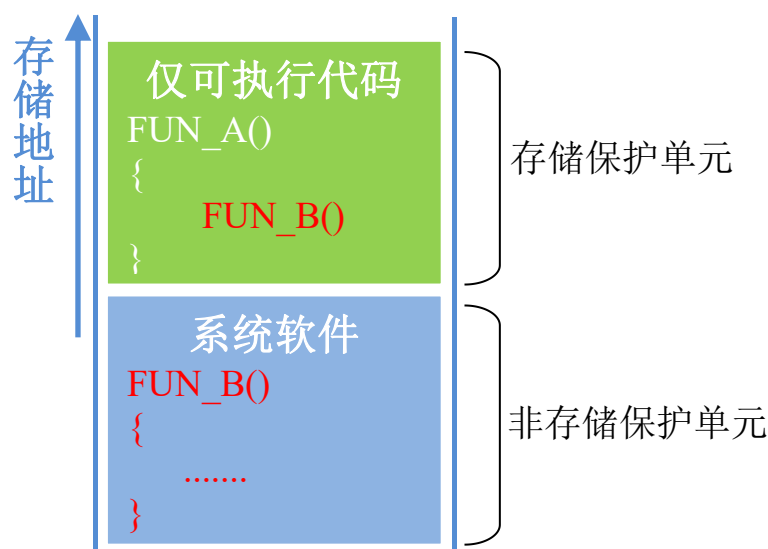 存储地址
仅可执行代码
FUN_A()
{
FUN_B()
}
存储保护单元
系统软件
FUN_B()
{
.......
}
非存储保护单元